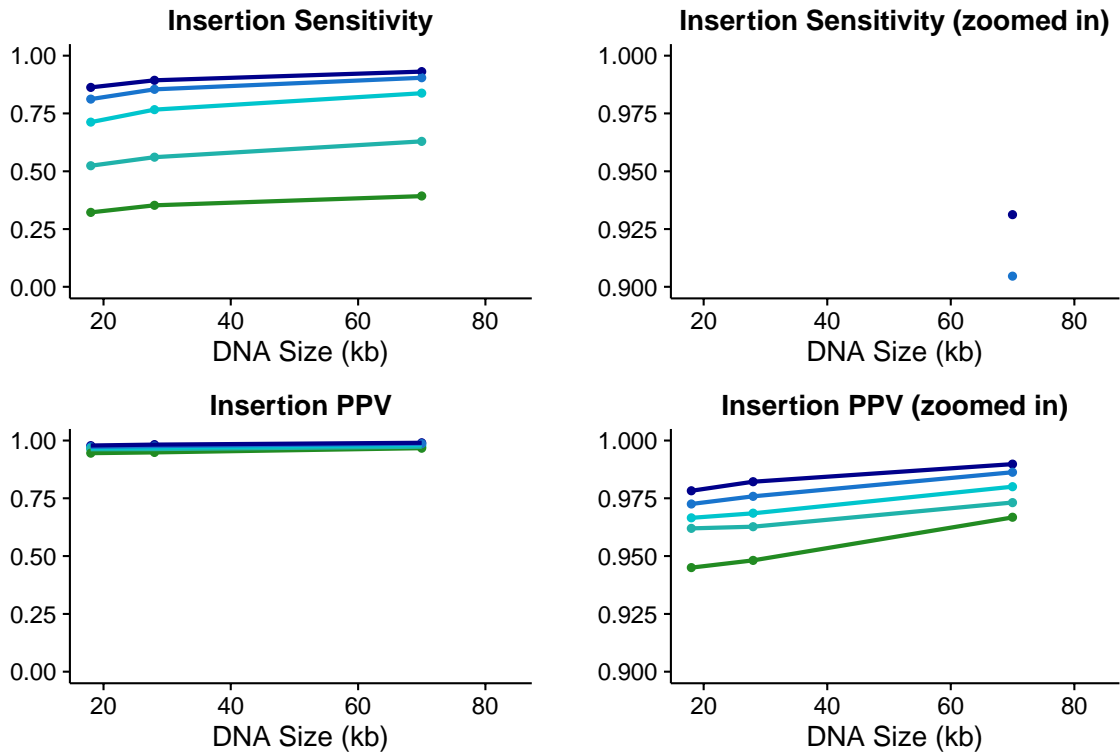 Insertion Sensitivity
1.00
0.75
0.50
0.25
0.00
20 40 60 80
DNA Size (kb)
Insertion Sensitivity (zoomed in)
1.000
0.975
0.950
0.925
0.900
20 40 60 80
DNA Size (kb)
Insertion PPV
1.00
0.75
0.50
0.25
0.00
20 40 60 80
DNA Size (kb)
Insertion PPV (zoomed in)
1.000
0.975
0.950
0.925
0.900
20 40 60 80
DNA Size (kb)